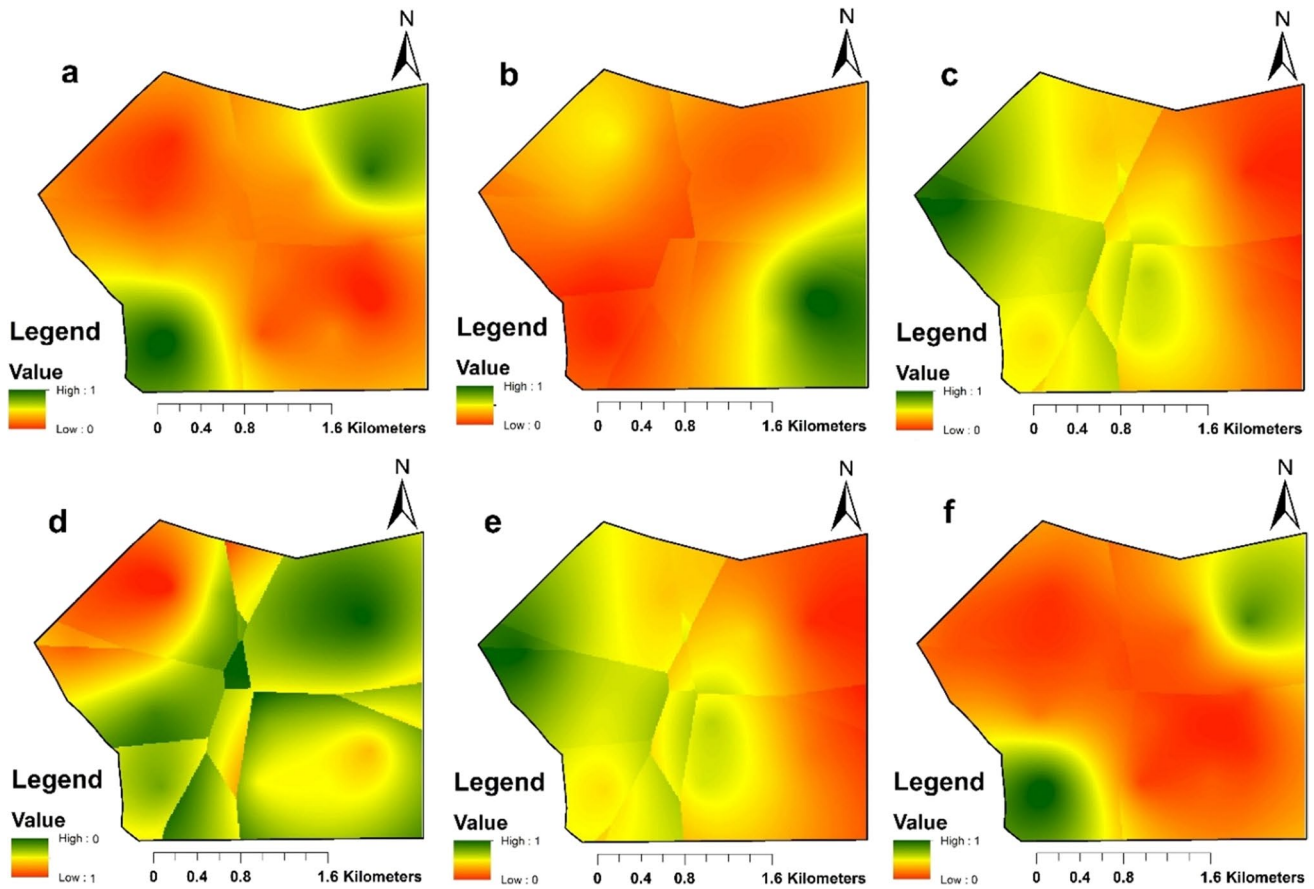 N
a
Legend
Value
High : 1
Low : 0
0 0.4 0.8 1.6 Kilometers
N
b
Legend
Value
High : 1
Low : 0
0 0.4 0.8 1.6 Kilometers
N
c
Legend
Value
High : 1
Low : 0
0 0.4 0.8 1.6 Kilometers
N
d
Legend
Value
High : 0
Low : 1
0 0.4 0.8 1.6 Kilometers
N
e
Legend
Value
High : 1
Low : 0
0 0.4 0.8 1.6 Kilometers
N
f
Legend
Value
High : 1
Low : 0
0 0.4 0.8 1.6 Kilometers